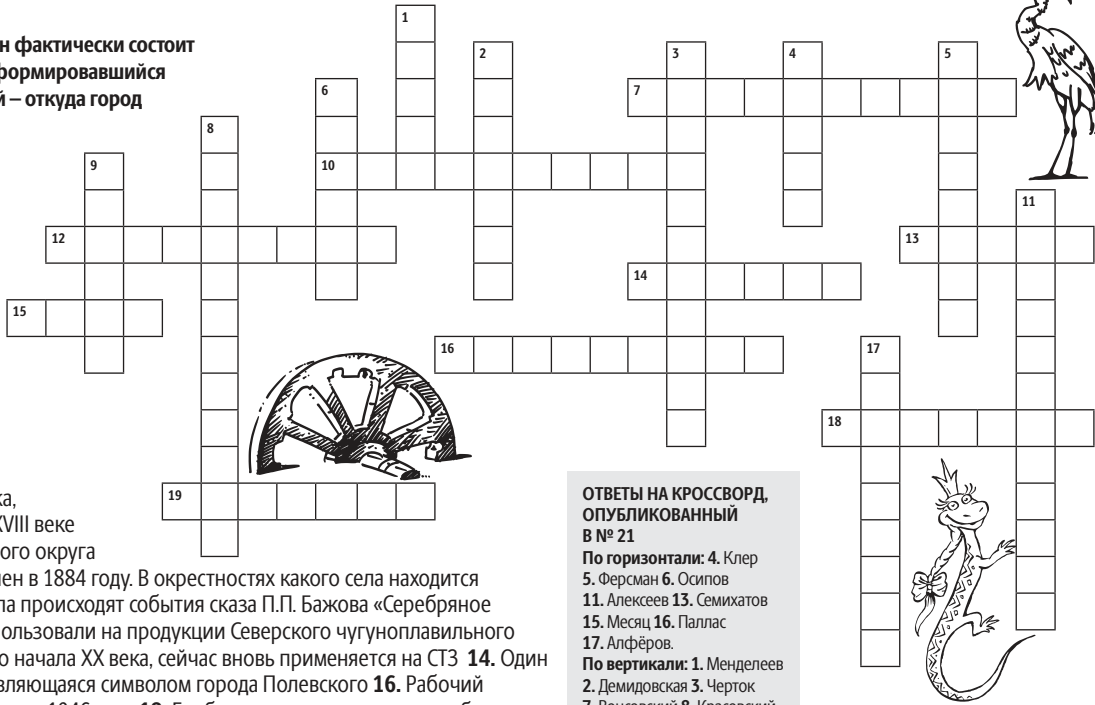 н фактически состоит
формировавшийся
й – откуда город
1
2
3
4
5
6
7
8
9
10
11
12
13
14
15
16
17
18
19
ка,
XVIII веке
ого округа
ен в 1884 году. В окрестностях какого села находится
ла происходят события сказа П.П. Бажова «Серебряное
ользовали на продукции Северского чугуноплавильного
о начала XX века, сейчас вновь применяется на СТЗ 14. Один
вляющаяся символом города Полевского 16. Рабочий
ОТВЕТЫ НА КРОССВОРД,
ОПУБЛИКОВАННЫЙ
В № 21
По горизонтали: 4. Клер
5. Ферсман 6. Осипов
11. Алексеев 13. Семихатов
15. Месяц 16. Паллас
17. Алфёров.
По вертикали: 1. Менделеев
2. Демидовская 3. Черток